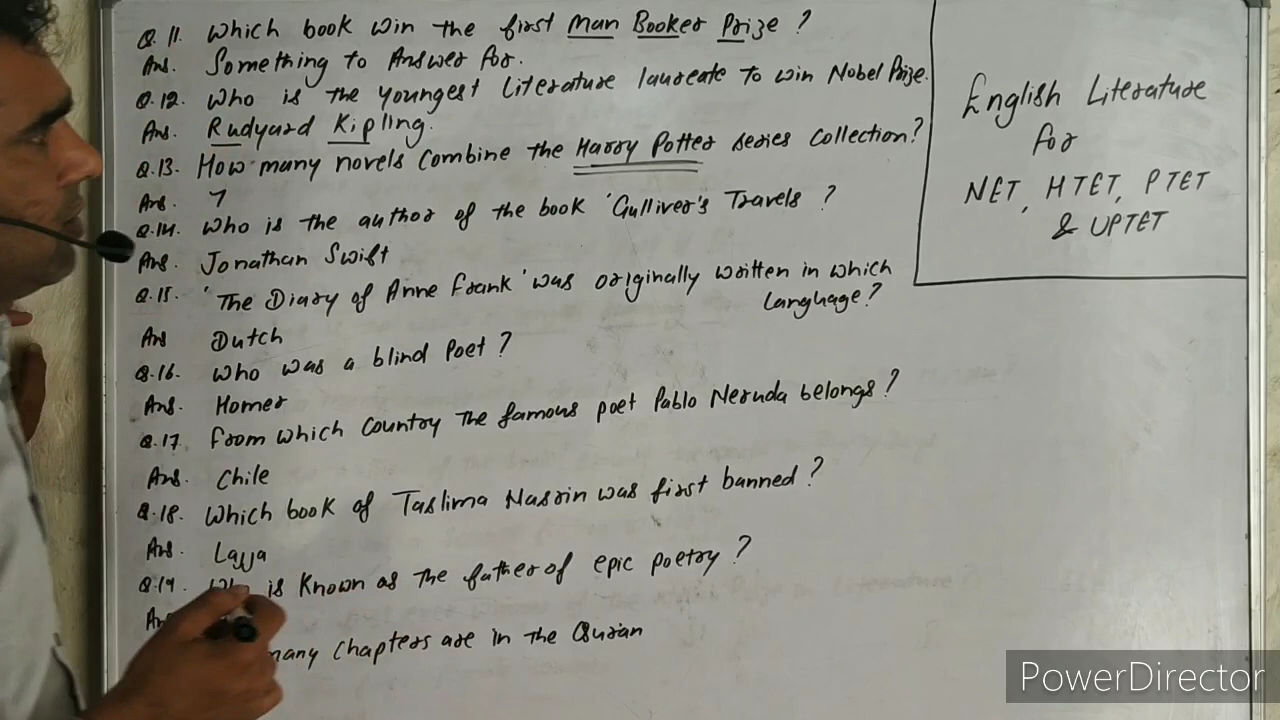 Q.11. Which book win the first Man Booker Prize ?
Ans. Something to Answer for.
Q.12. Who is the youngest Literature laureate to win Nobel Prize.
Ans. Rudyard Kipling.
Q.13. How many novels combine the Harry Potter series collection?
Ans. 7
Q.14. Who is the author of the book 'Gulliver's Travels ?
Ans. Jonathan Swift
Q.15. 'The Diary of Anne Frank' was originally written in which
Langhage?
Ans Dutch
Q.16. Who was a blind Poet ?
Ans. Homer
Q.17. From which Country The famous poet Pablo Neruda belongs ?
Ans. Chile
Q.18. Which book of Taslima Nasrin was first banned ?
Ans. Lajja
Q.19. is Known as The father of epic Poetry ?
many Chapters are in the Quran
English Literature
for
NET, HTET, PTET
& UPTET
PowerDirector